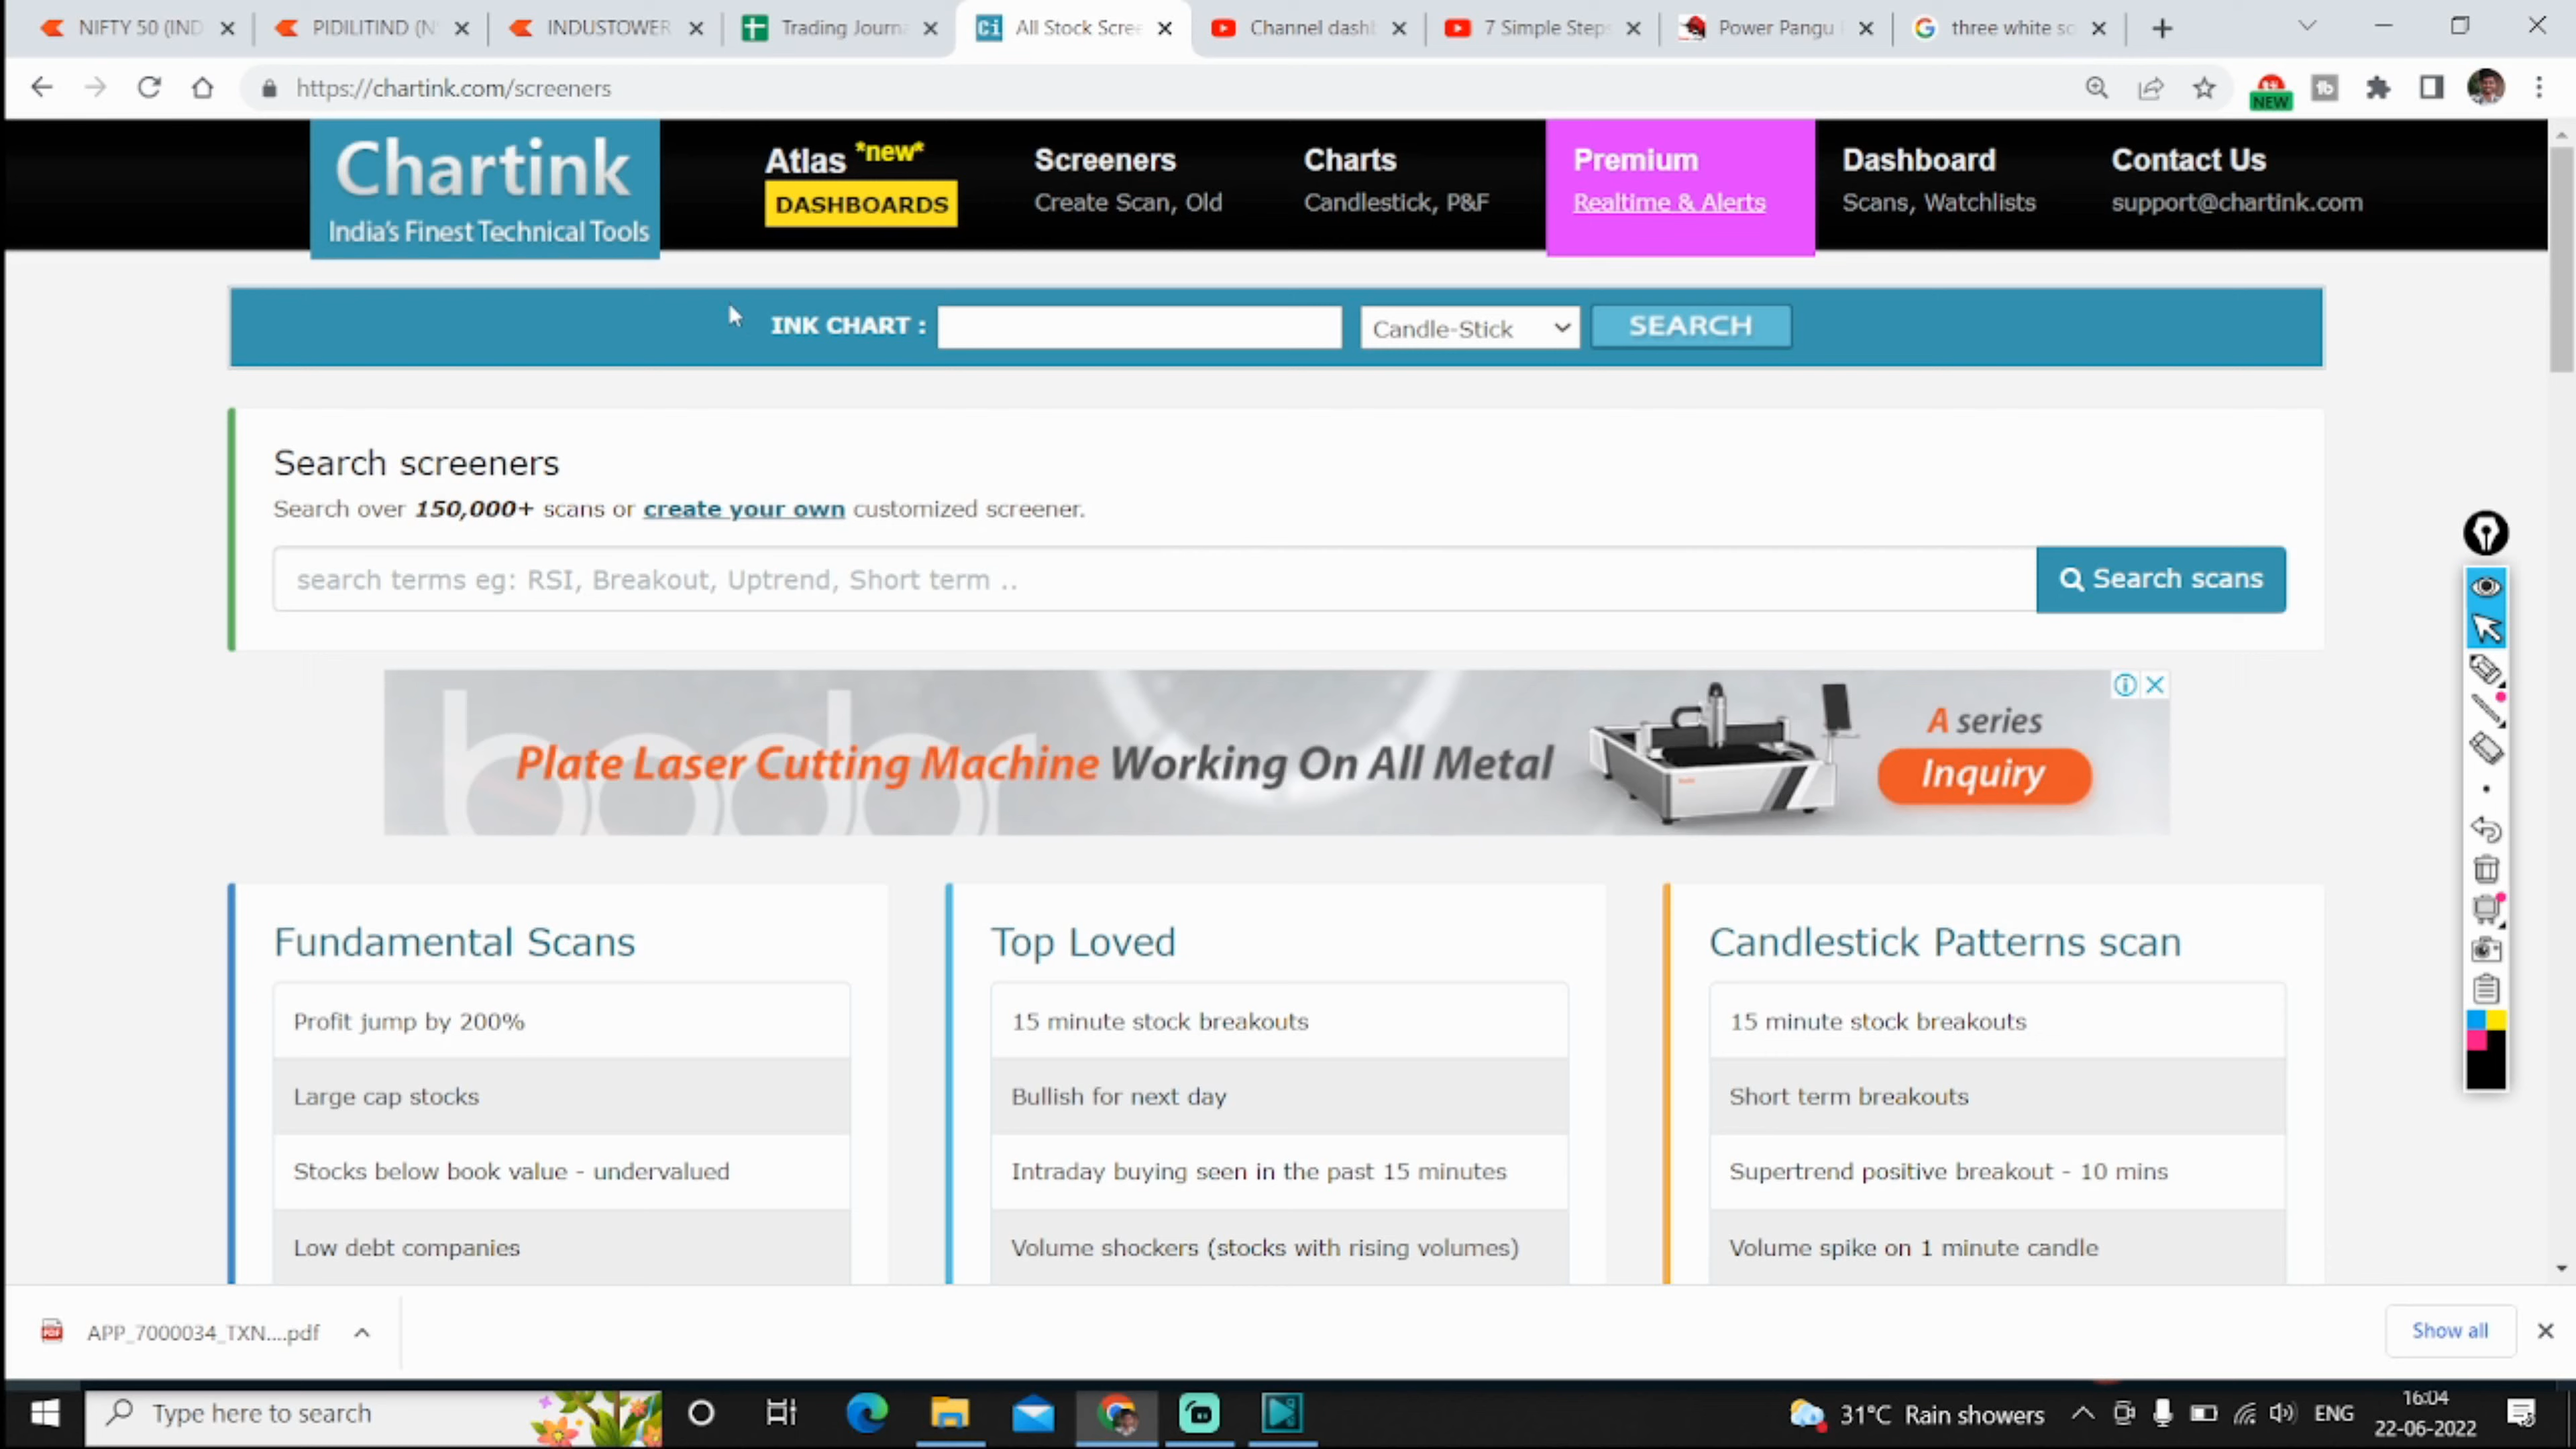 NIFTY 50 (IND
PIDILITIND (N
INDUSTOWER
Trading Journa
Ci
All Stock Scree
Channel dash
7 Simple Steps
Power Pangu
three white so
https://chartink.com/screeners
NEW
Chartink
India's Finest Technical Tools
Atlas *new*
DASHBOARDS
Screeners
Create Scan, Old
Charts
Candlestick, P&F
Premium
Realtime & Alerts
Dashboard
Scans, Watchlists
Contact Us
support@chartink.com
INK CHART :
Candle-Stick
SEARCH
Search screeners
Search over 150,000+ scans or create your own customized screener.
search terms eg: RSI, Breakout, Uptrend, Short term ..
Search scans
bodor
Plate Laser Cutting Machine Working On All Metal
A series
Inquiry
Fundamental Scans
Profit jump by 200%
Large cap stocks
Stocks below book value - undervalued
Low debt companies
Top Loved
15 minute stock breakouts
Bullish for next day
Intraday buying seen in the past 15 minutes
Volume shockers (stocks with rising volumes)
Candlestick Patterns scan
15 minute stock breakouts
Short term breakouts
Supertrend positive breakout - 10 mins
Volume spike on 1 minute candle
APP_7000034_TXN....pdf
Show all
Type here to search
31°C Rain showers
ENG
16:04
22-06-2022